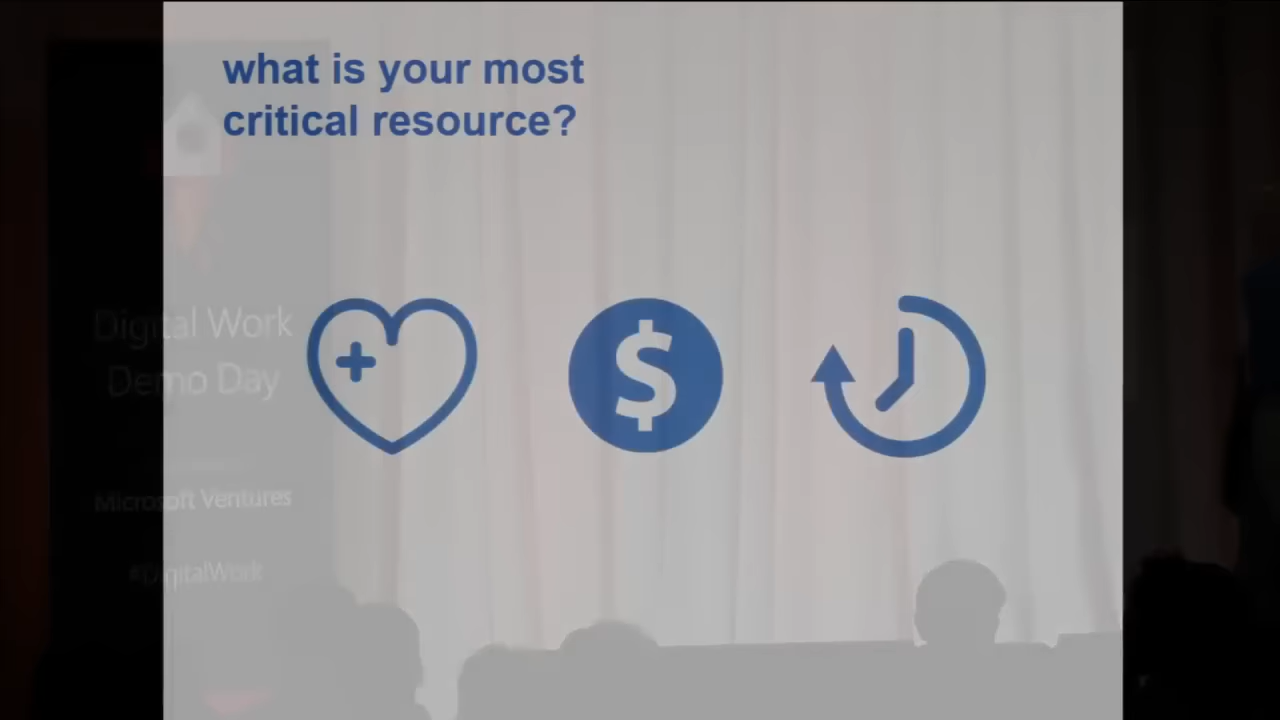 what is your most
critical resource?
$
Digital Work
Demo Day
Microsoft Ventures
#DigitalWork